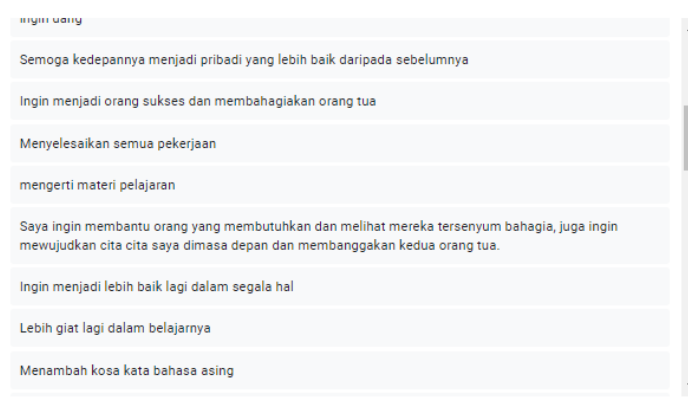 Ingin uang
Semoga kedepannya menjadi pribadi yang lebih baik daripada sebelumnya
Ingin menjadi orang sukses dan membahagiakan orang tua
Menyelesaikan semua pekerjaan
mengerti materi pelajaran
Saya ingin membantu orang yang membutuhkan dan melihat mereka tersenyum bahagia, juga ingin
mewujudkan cita cita saya dimasa depan dan membanggakan kedua orang tua.
Ingin menjadi lebih baik lagi dalam segala hal
Lebih giat lagi dalam belajarnya
Menambah kosa kata bahasa asing